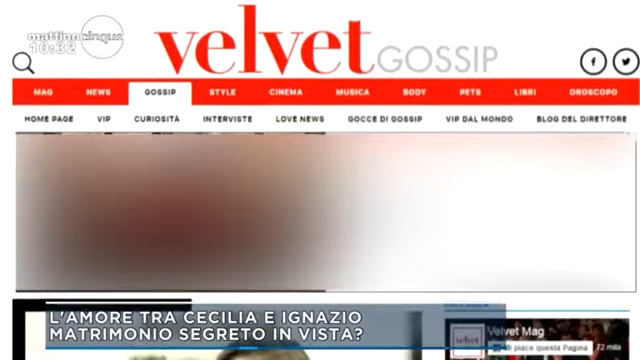 mattino cinque
10:32
velvet GOSSIP
MAG NEWS GOSSIP STYLE CINEMA MUSICA BODY PETS LIBRI OROSCOPO
HOME PAGE VIP CURIOSITÀ INTERVISTE LOVE NEWS GOCCE DI GOSSIP VIP DAL MONDO BLOG DEL DIRETTORE
L'AMORE TRA CECILIA E IGNAZIO
MATRIMONIO SEGRETO IN VISTA?
Velvet Mag
velvet
piace questa Pagina 72 mila